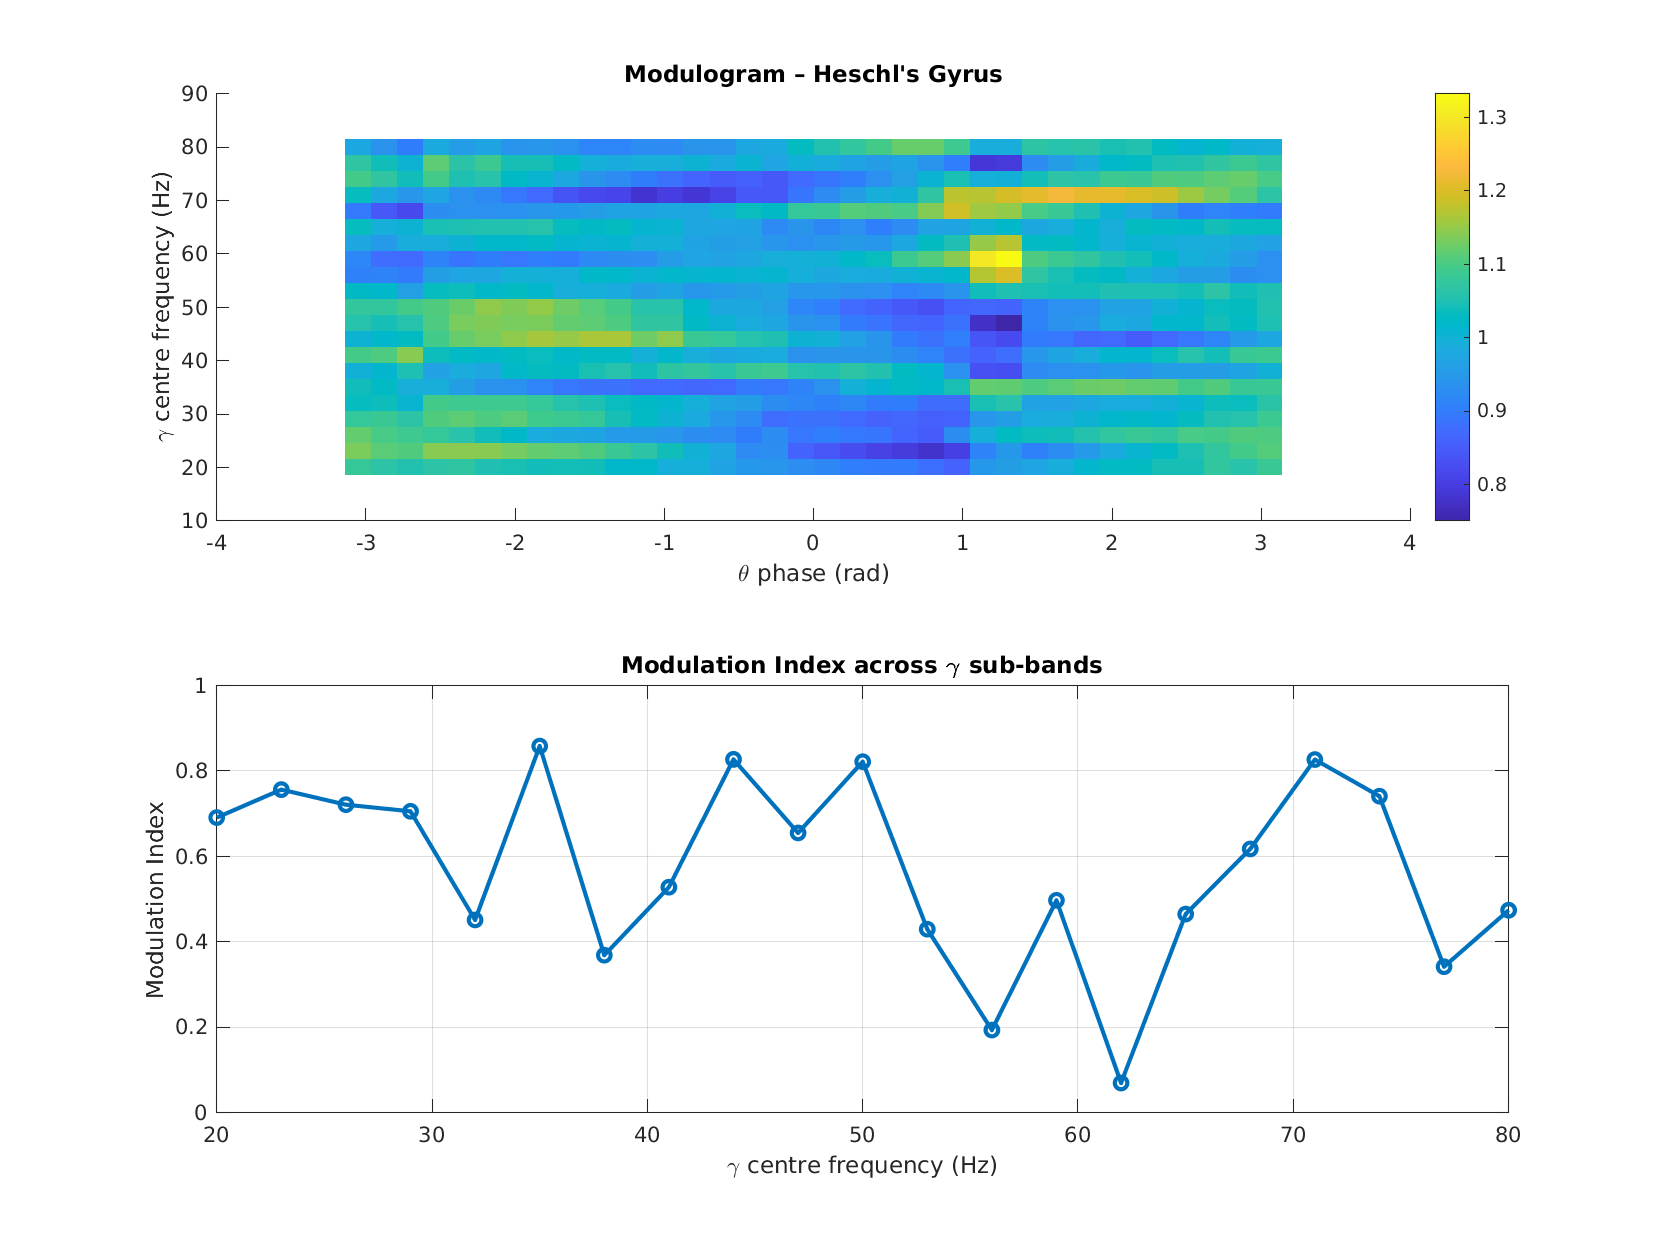 Modulogram – Heschl's Gyrus
90
80
70
60
50
40
30
20
10
γ centre frequency (Hz)
-4 -3 -2 -1 0 1 2 3 4
θ phase (rad)
1.3
1.2
1.1
1
0.9
0.8
Modulation Index across γ sub-bands
1
0.8
0.6
0.4
0.2
0
Modulation Index
20 30 40 50 60 70 80
γ centre frequency (Hz)